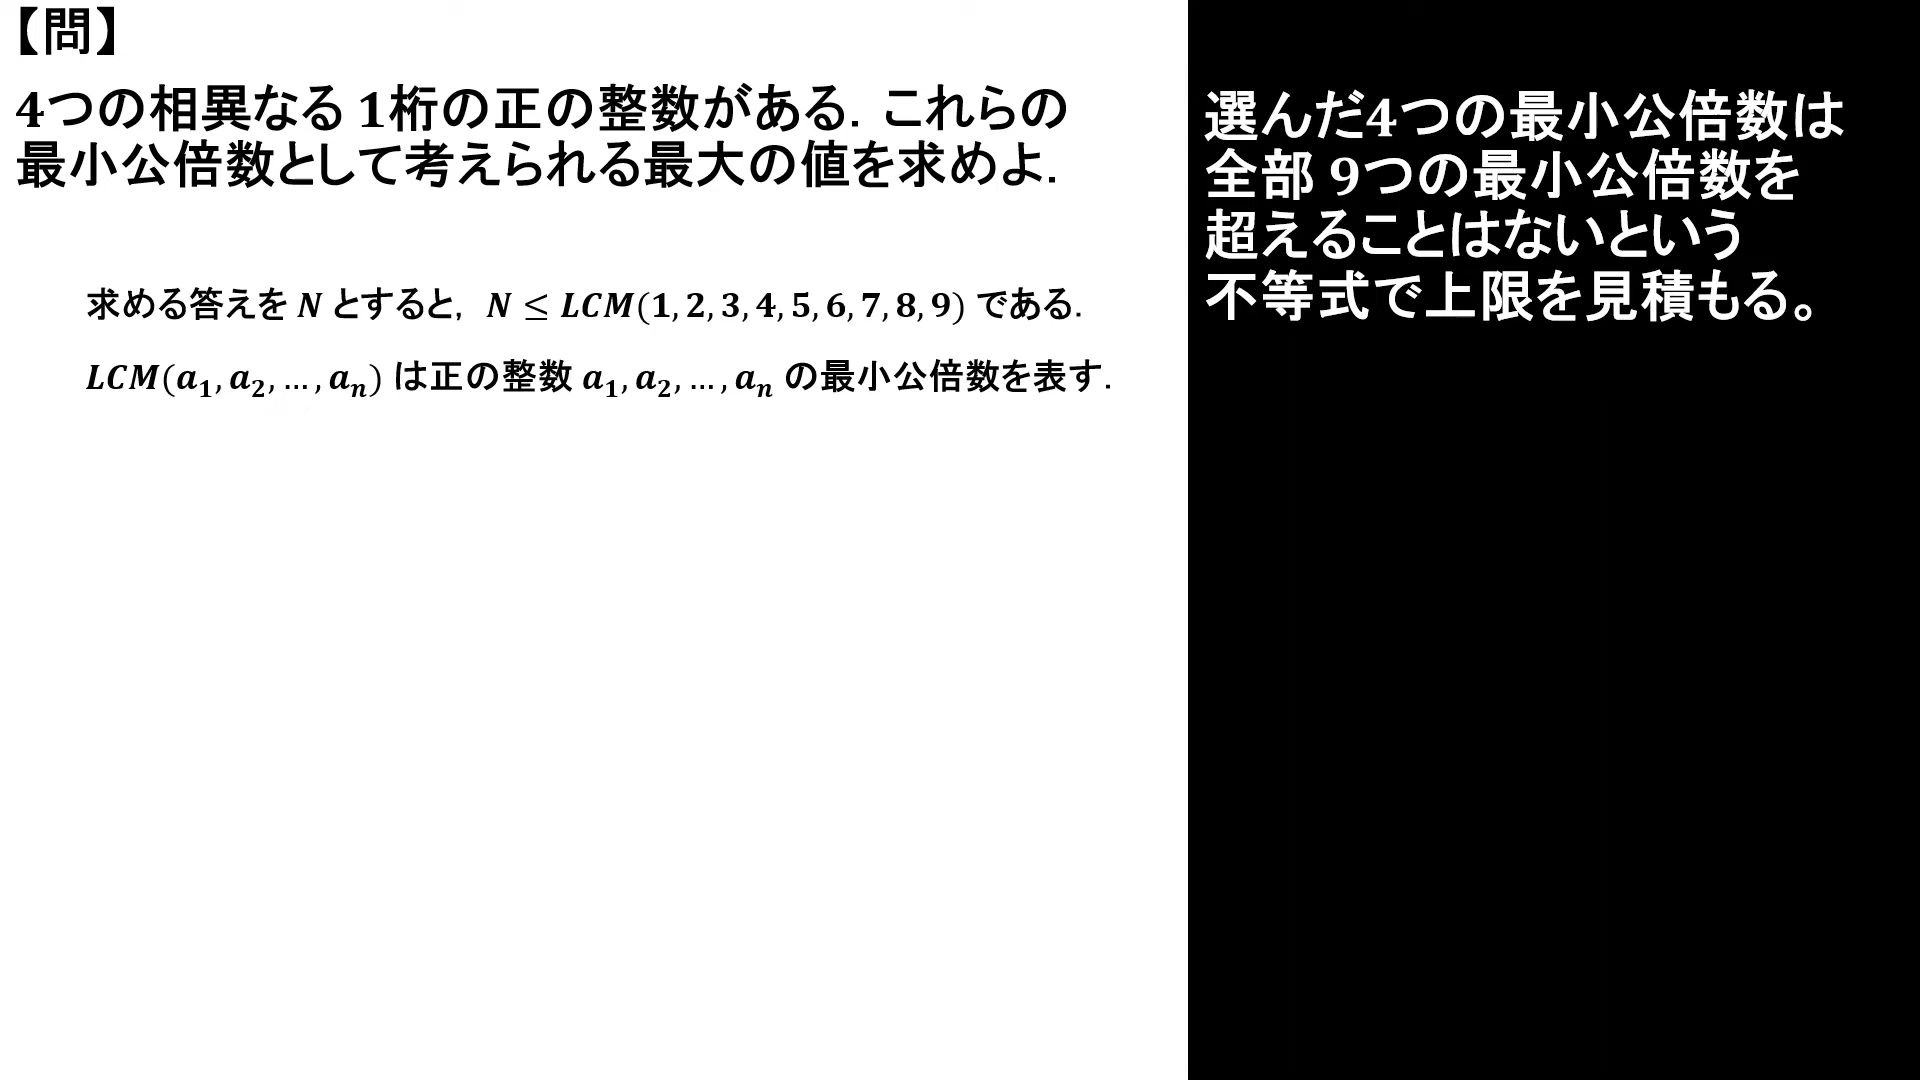 【問】
4つの相異なる 1桁の正の整数がある. これらの
最小公倍数として考えられる最大の値を求めよ.
求める答えを N とすると, N ≤ LCM(1, 2, 3, 4, 5, 6, 7, 8, 9) である.
LCM(a₁, a₂, … , aₙ) は正の整数 a₁, a₂, … , aₙ の最小公倍数を表す.
選んだ4つの最小公倍数は
全部 9つの最小公倍数を
超えることはないという
不等式で上限を見積もる。